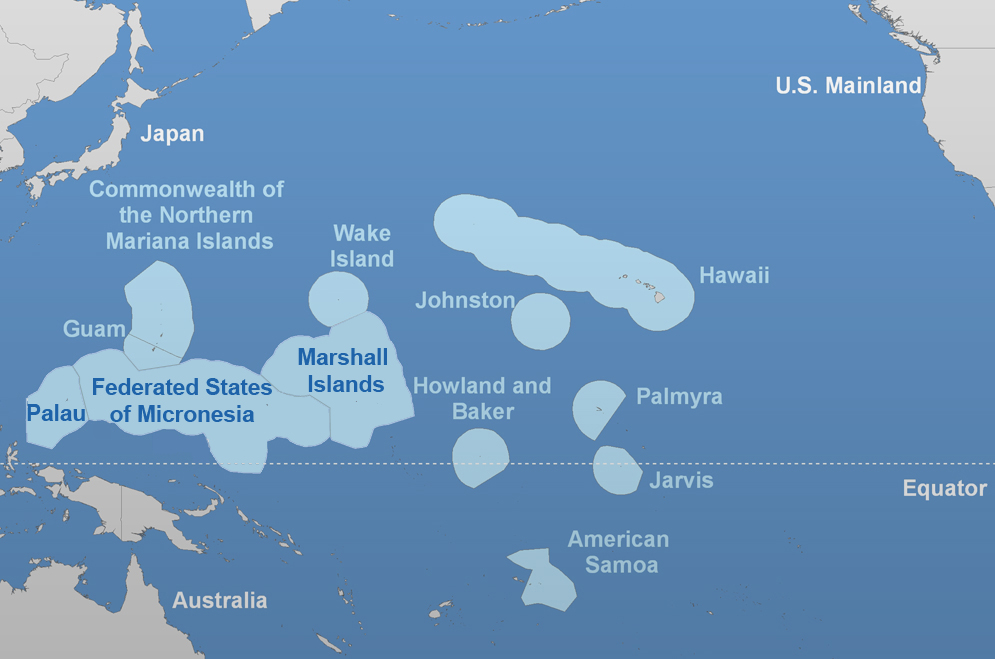 U.S. Mainland
Japan
Commonwealth of
the Northern
Mariana Islands
Wake
Island
Hawaii
Johnston
Guam
Marshall
Islands
Federated States
of Micronesia
Palau
Howland and
Baker
Palmyra
Jarvis
Equator
American
Samoa
Australia